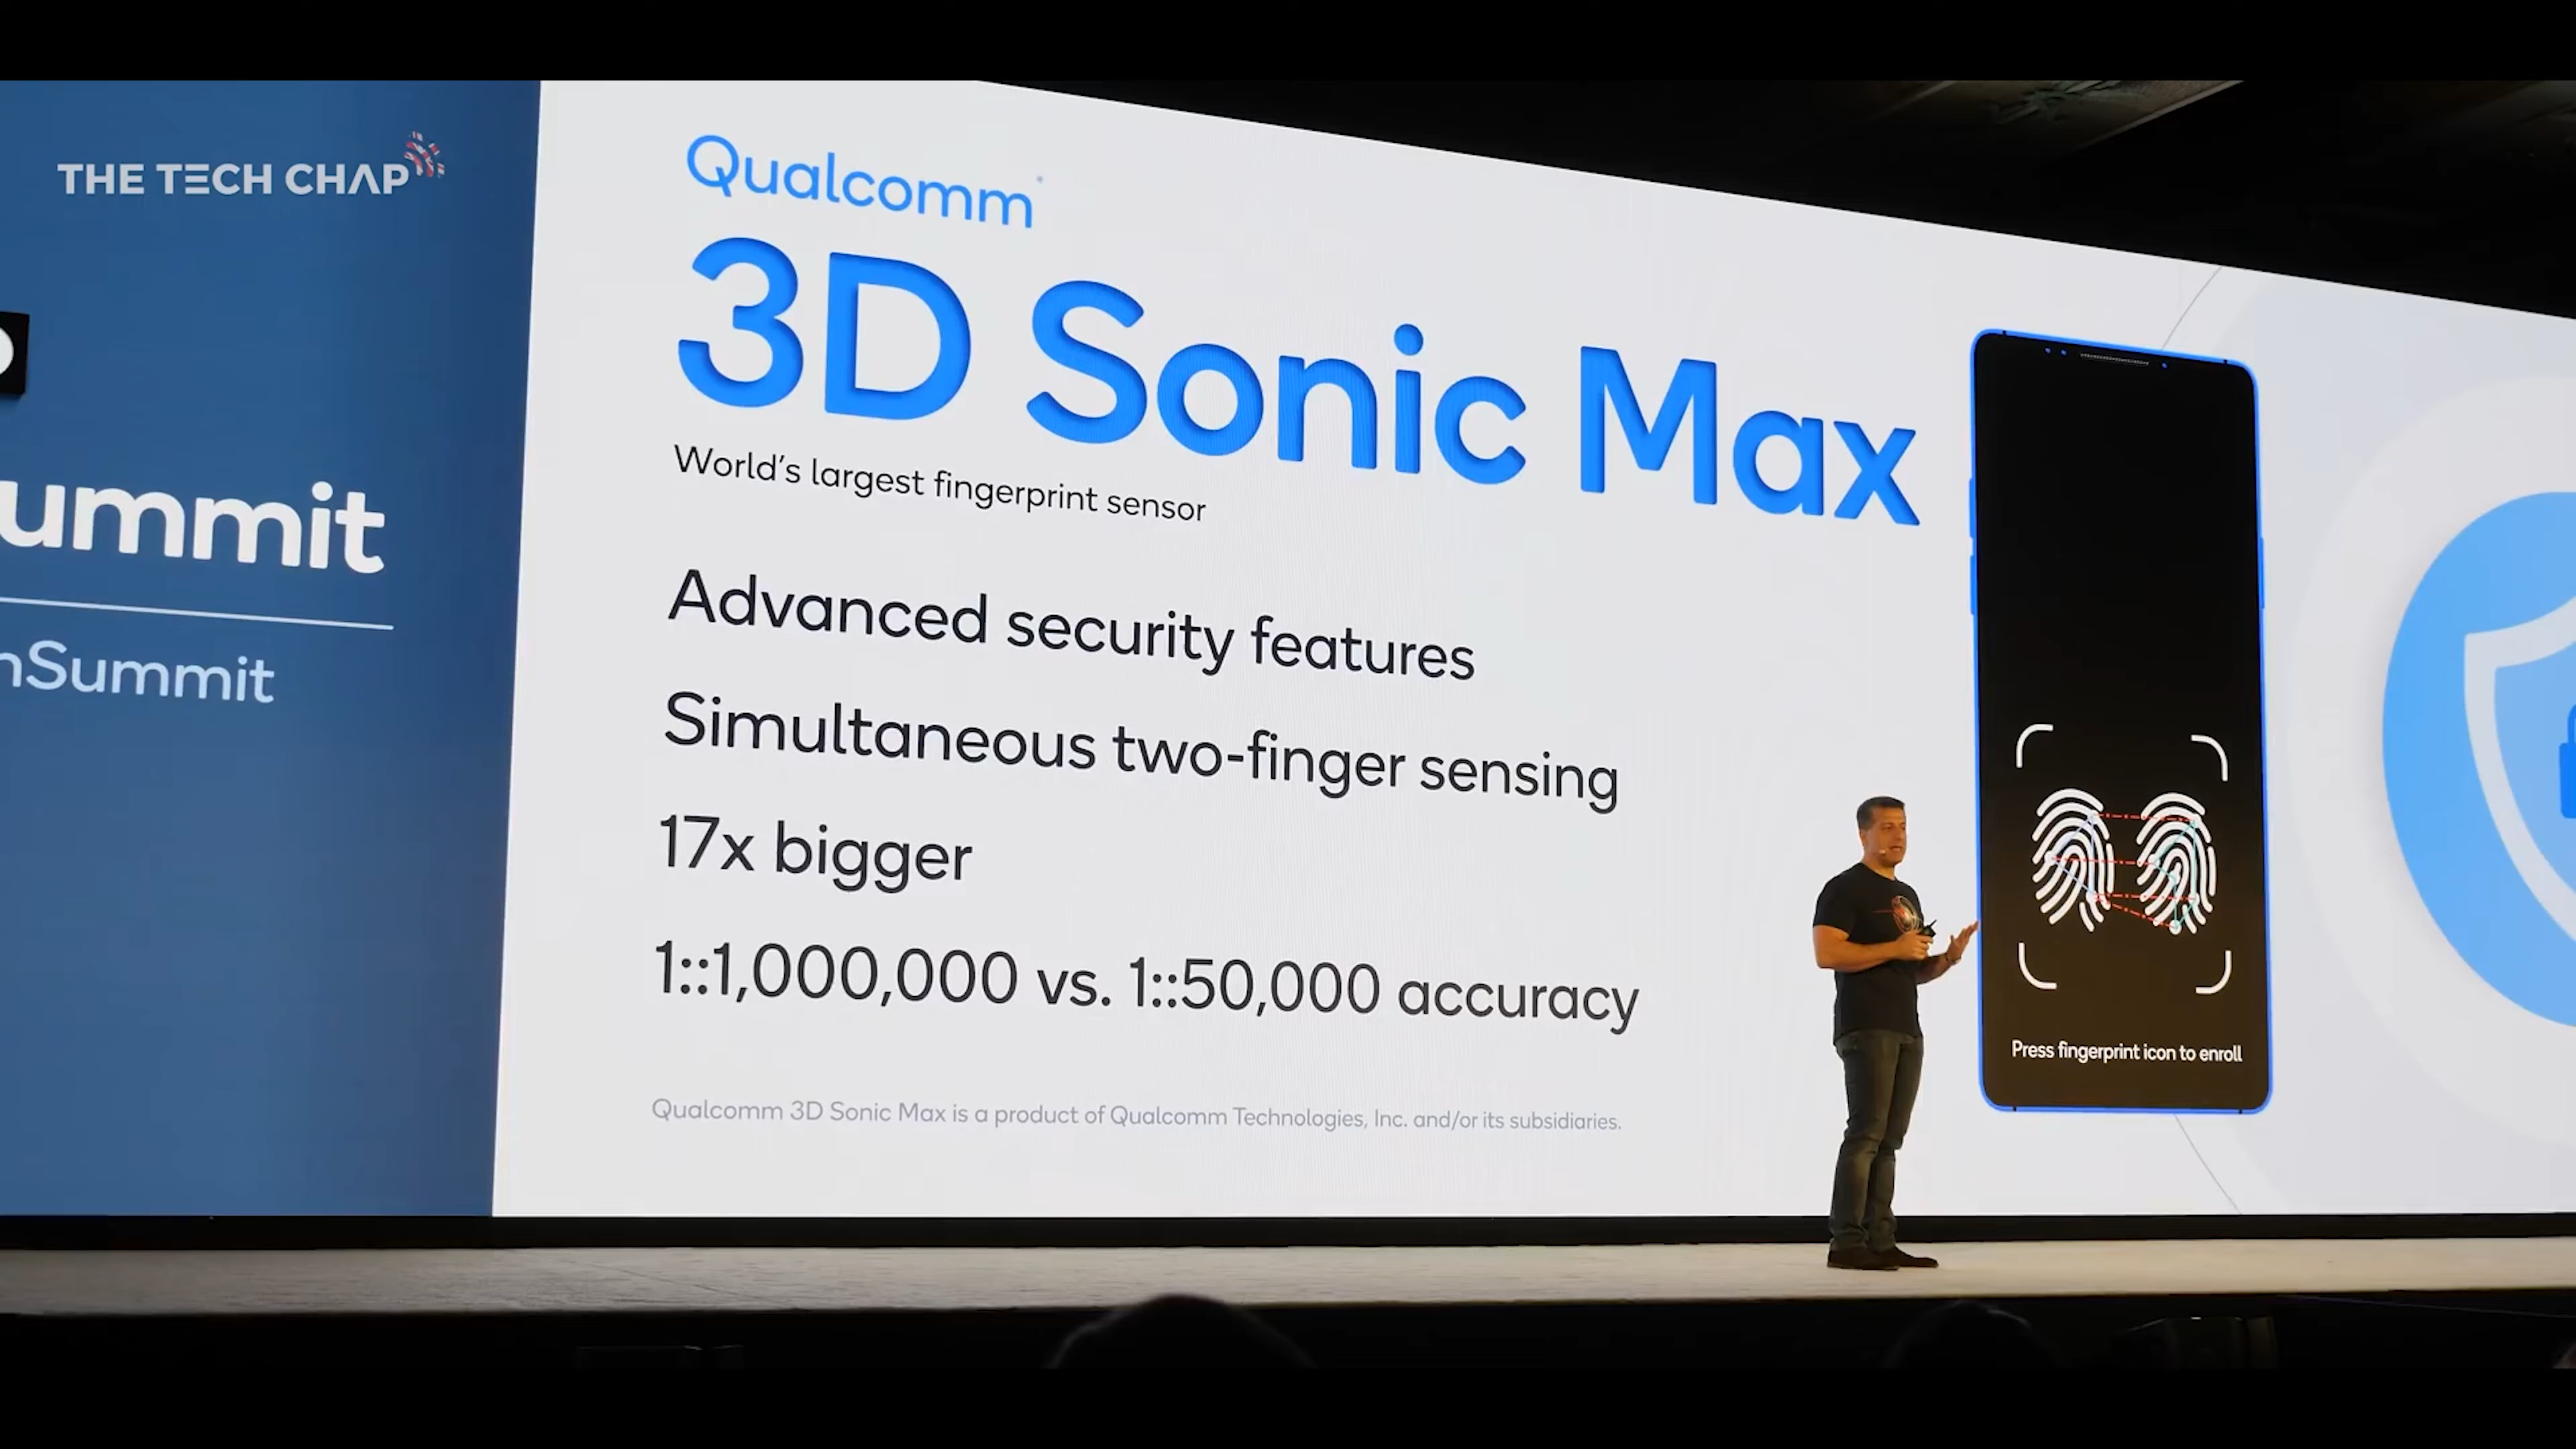 THE TECH CHAP
ummit
nSummit
Qualcomm
3D Sonic Max
World's largest fingerprint sensor
Advanced security features
Simultaneous two-finger sensing
17x bigger
1::1,000,000 vs. 1::50,000 accuracy
Qualcomm 3D Sonic Max is a product of Qualcomm Technologies, Inc. and/or its subsidiaries.
Press fingerprint icon to enroll